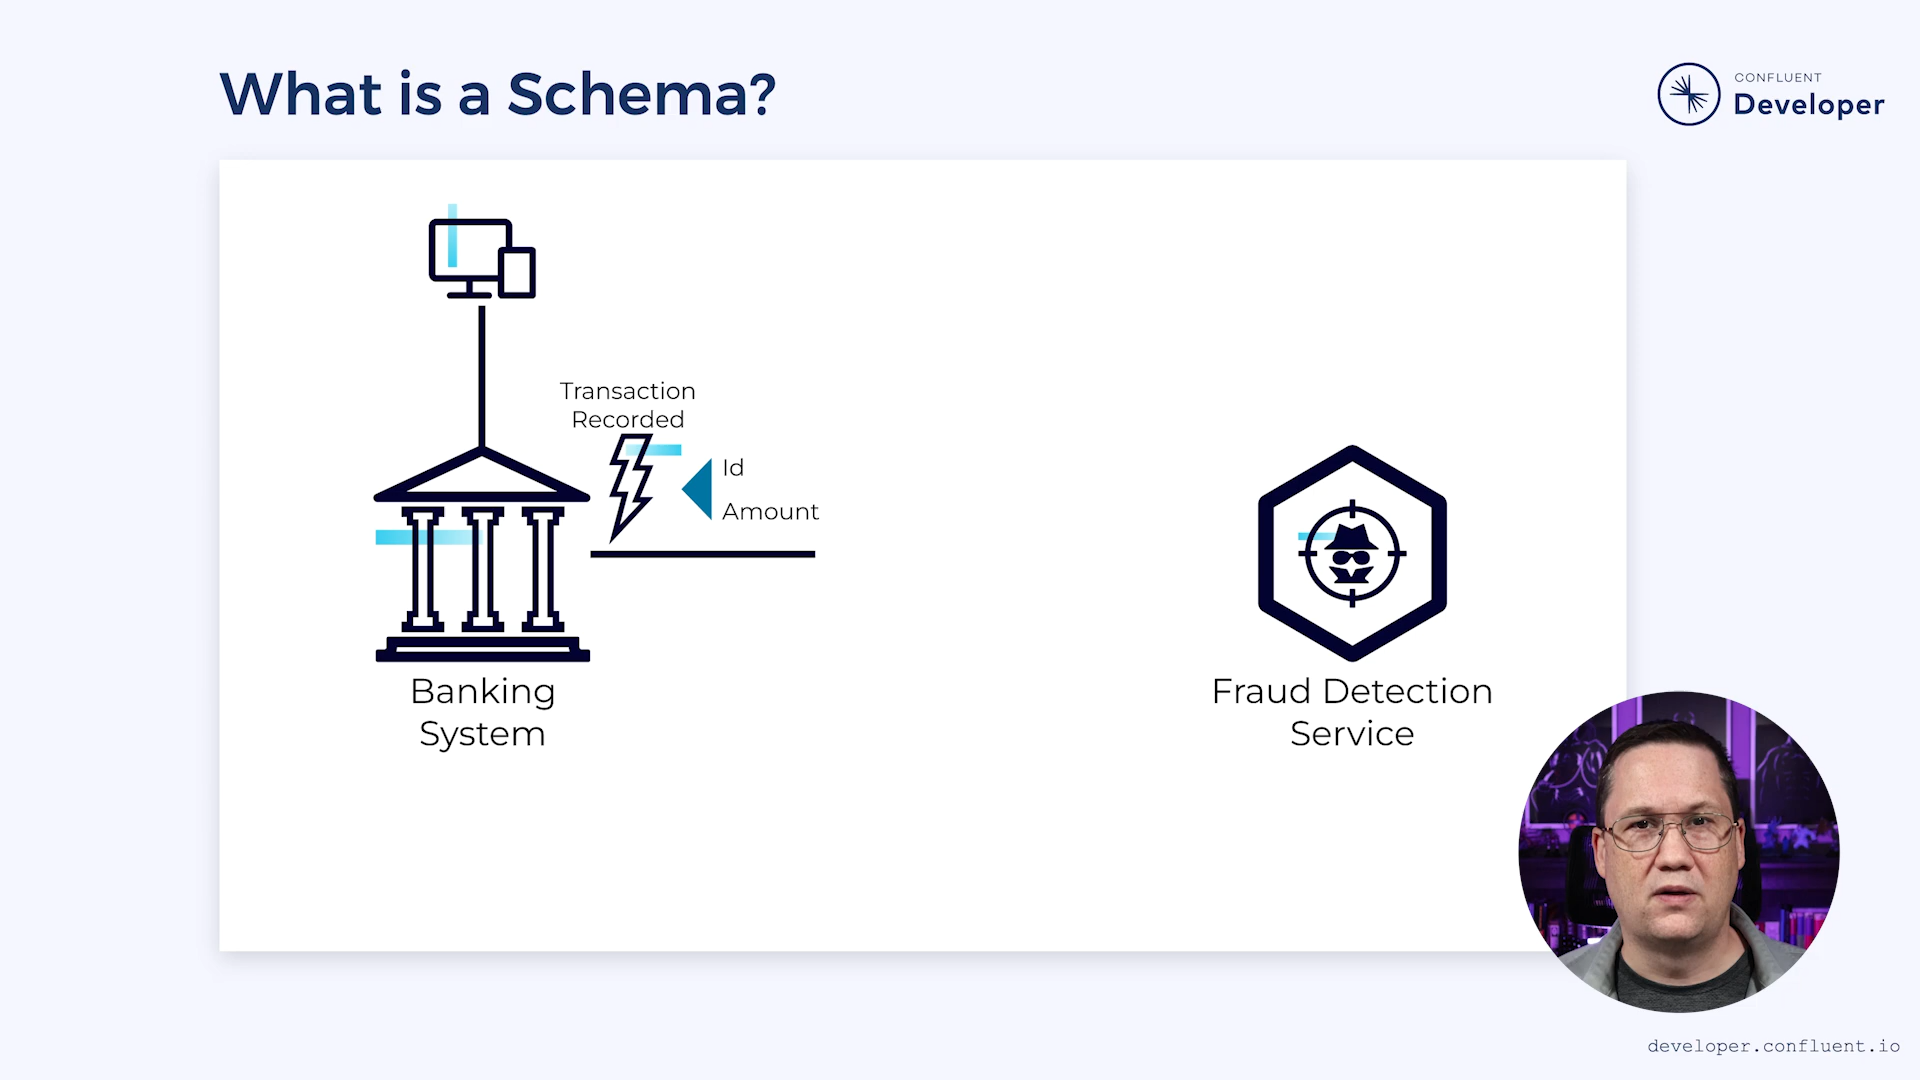 What is a Schema?
CONFLUENT
Developer
Transaction
Recorded
Id
Amount
Banking
System
Fraud Detection
Service
developer.confluent.io